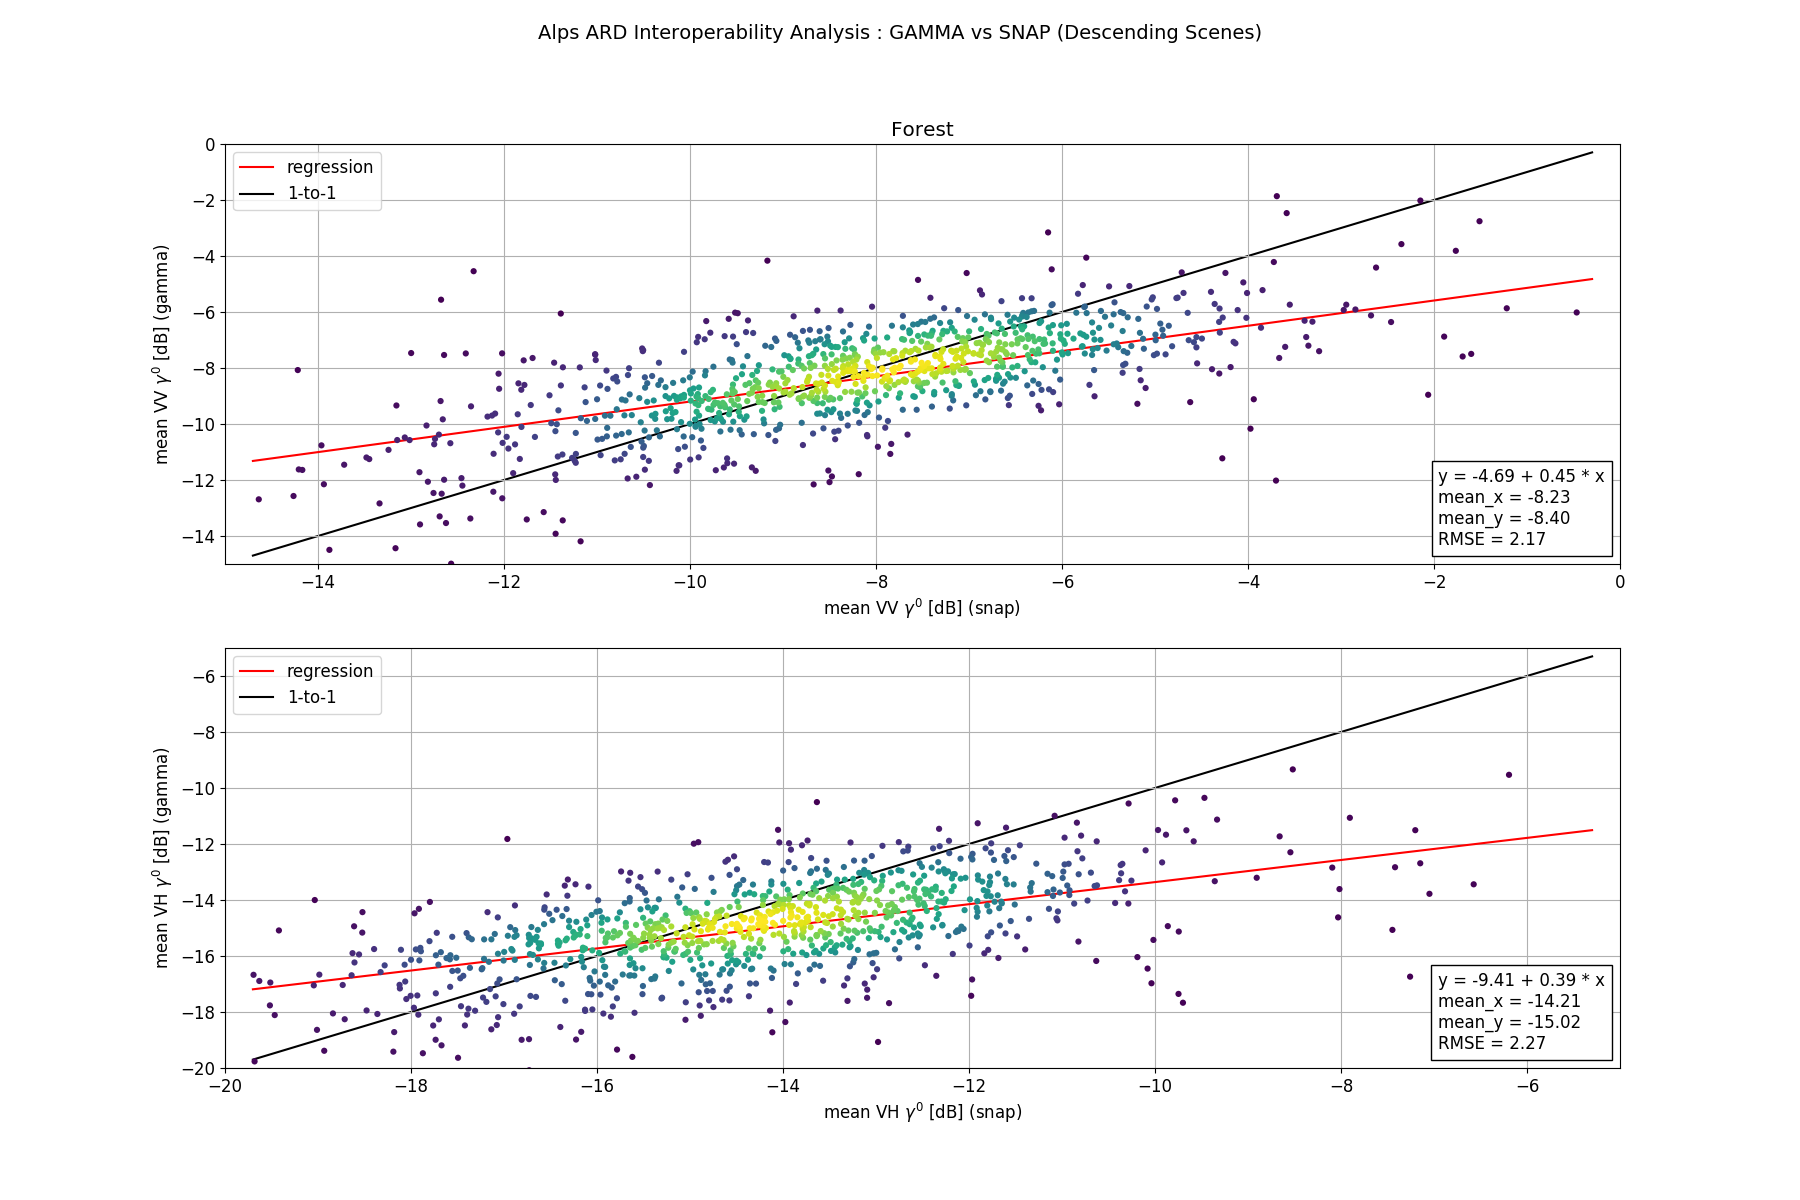 Alps ARD Interoperability Analysis : GAMMA vs SNAP (Descending Scenes)
Forest
regression
1-to-1
0
−2
−4
−6
−8
−10
−12
−14
mean VV γ⁰ [dB] (gamma)
y = -4.69 + 0.45 * x
mean_x = -8.23
mean_y = -8.40
RMSE = 2.17
−14 −12 −10 −8 −6 −4 −2 0
mean VV γ⁰ [dB] (snap)
regression
1-to-1
−6
−8
−10
−12
−14
−16
−18
−20
mean VH γ⁰ [dB] (gamma)
y = -9.41 + 0.39 * x
mean_x = -14.21
mean_y = -15.02
RMSE = 2.27
−20 −18 −16 −14 −12 −10 −8 −6
mean VH γ⁰ [dB] (snap)